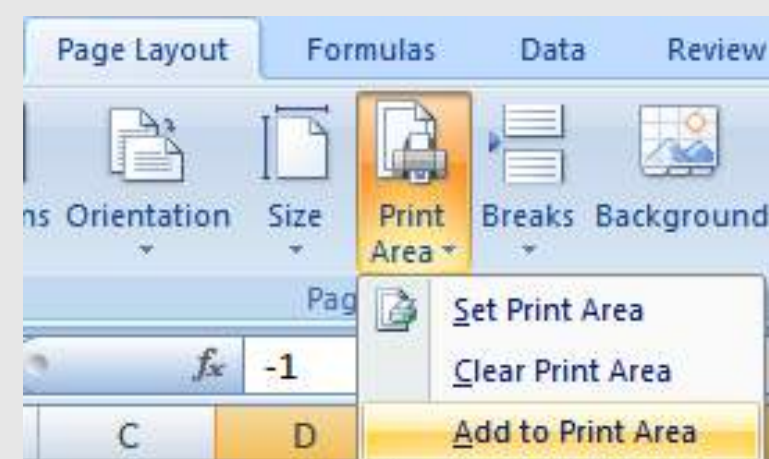 Page Layout Formulas Data Review
ns Orientation Size Print Area Breaks Background
Pag
Set Print Area
fx -1
Clear Print Area
C D
Add to Print Area